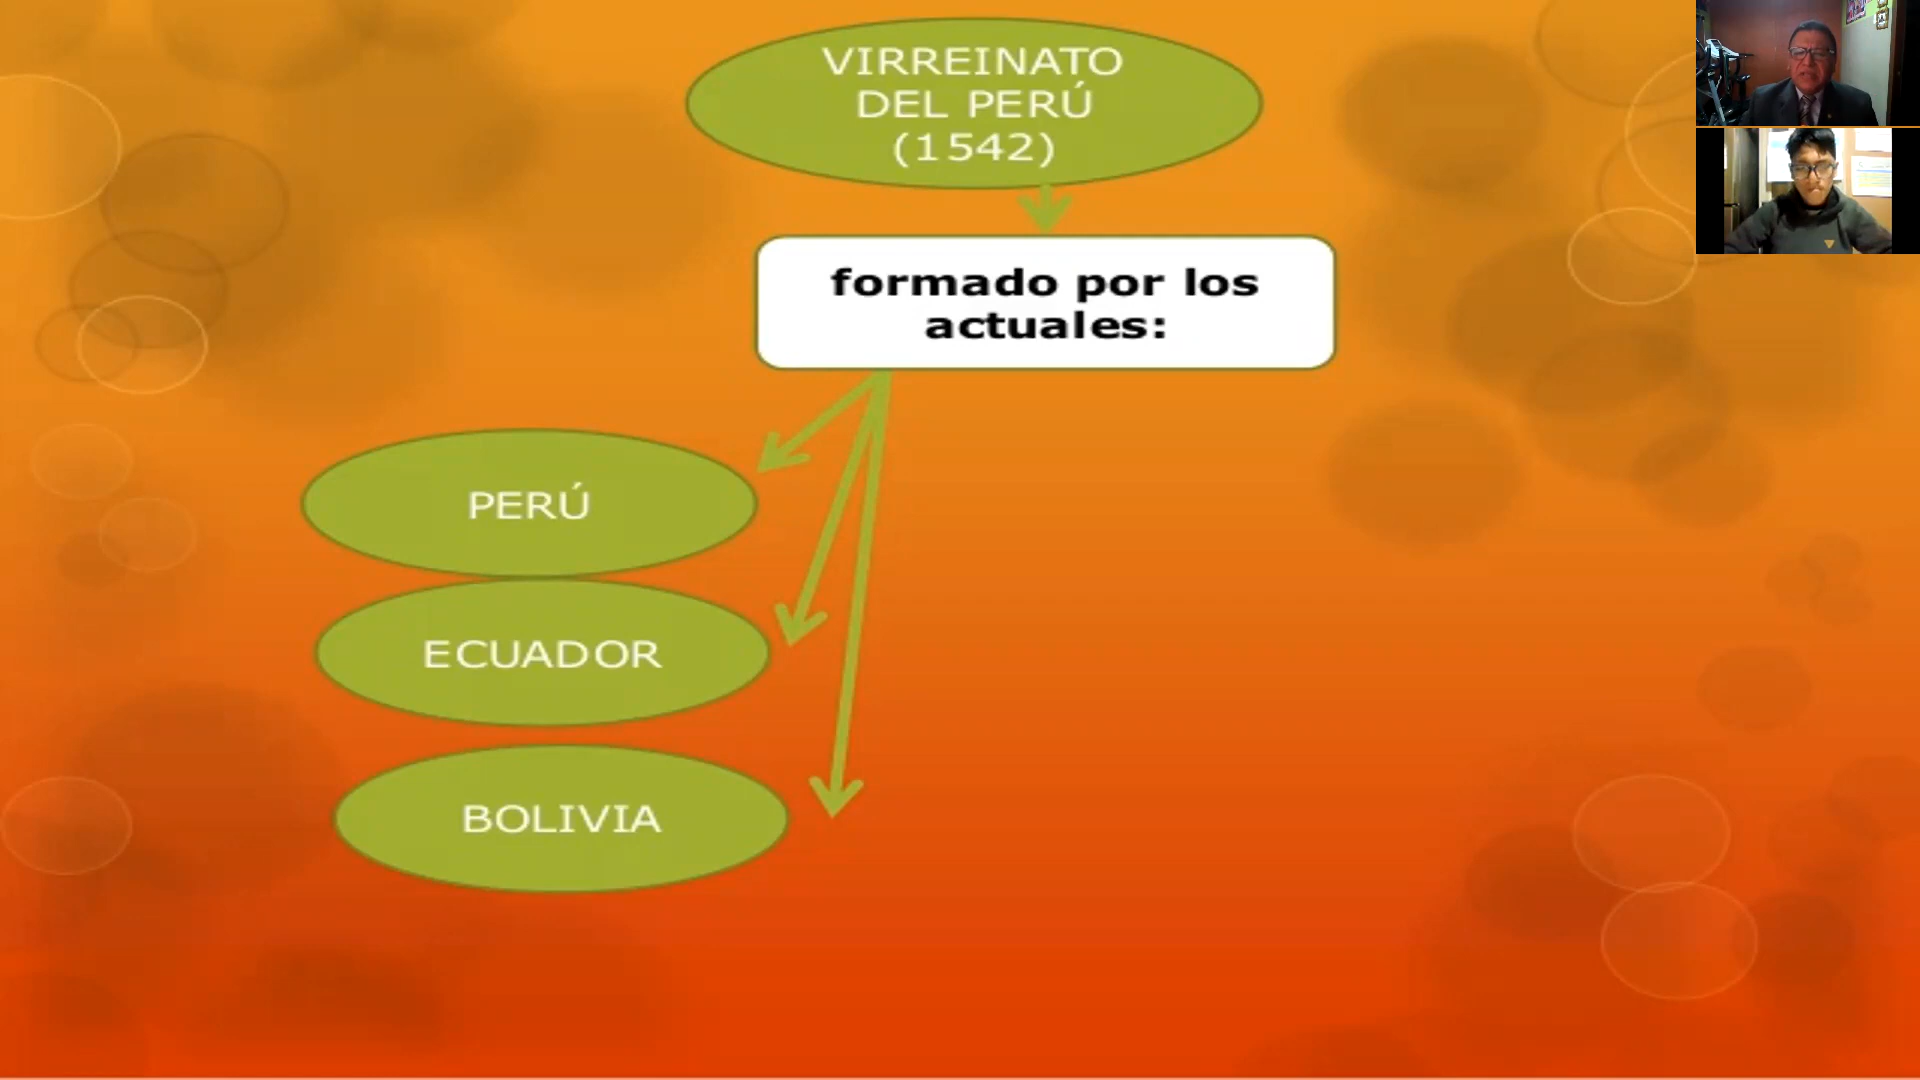 VIRREINATO
DEL PERÚ
(1542)
formado por los
actuales:
PERÚ
ECUADOR
BOLIVIA